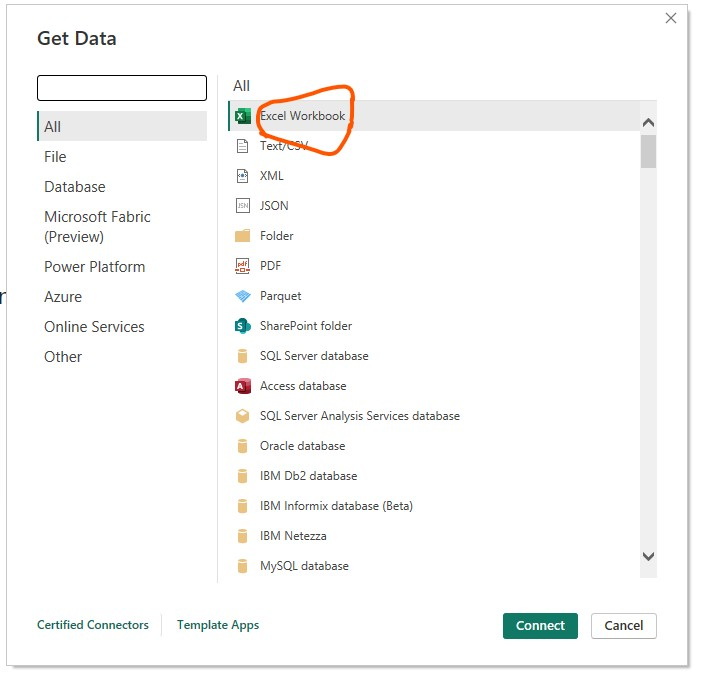 Get Data
All
File
Database
Microsoft Fabric
(Preview)
Power Platform
Azure
Online Services
Other
All
Excel Workbook
Text/CSV
XML
JSON
Folder
PDF
Parquet
SharePoint folder
SQL Server database
Access database
SQL Server Analysis Services database
Oracle database
IBM Db2 database
IBM Informix database (Beta)
IBM Netezza
MySQL database
Certified Connectors
Template Apps
Connect
Cancel